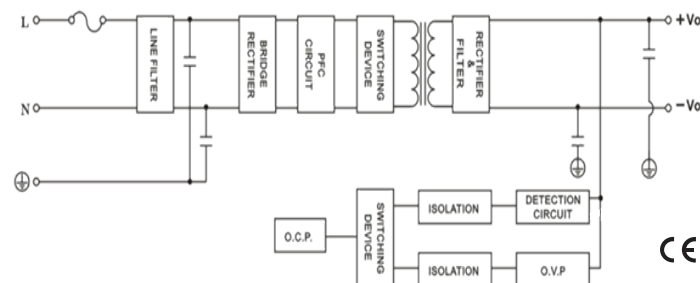 L
LINE FILTER
BRIDGE RECTIFIER
PFC CIRCUIT
SWITCHING DEVICE
RECTIFIER & FILTER
+Vo
N
-Vo
O.C.P.
SWITCHING DEVICE
ISOLATION
DETECTION CIRCUIT
ISOLATION
O.V.P
CE